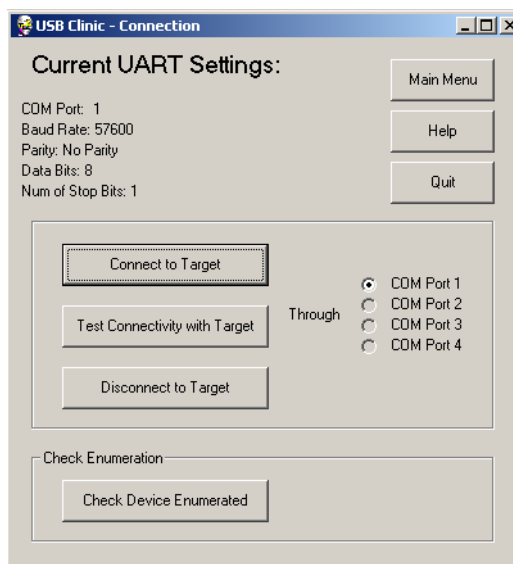 USB Clinic - Connection
Current UART Settings:
COM Port: 1
Baud Rate: 57600
Parity: No Parity
Data Bits: 8
Num of Stop Bits: 1
Main Menu
Help
Quit
Connect to Target
Test Connectivity with Target
Disconnect to Target
Through
COM Port 1
COM Port 2
COM Port 3
COM Port 4
Check Enumeration
Check Device Enumerated